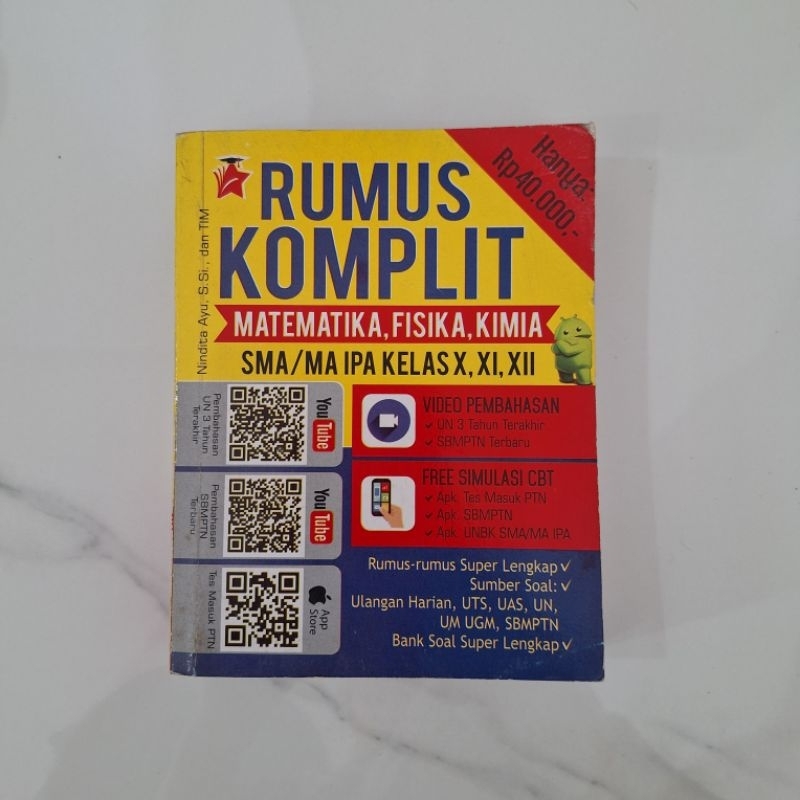 Hanya:
Rp40.000,-
RUMUS
KOMPLIT
Nindita Ayu, S.Si., dan TIM
MATEMATIKA, FISIKA, KIMIA
SMA/MA IPA KELAS X, XI, XII
Pembahasan
UN 3 Tahun
Terakhir
YouTube
VIDEO PEMBAHASAN
✓ UN 3 Tahun Terakhir
✓ SBMPTN Terbaru
Pembahasan
SBMPTN
Terbaru
YouTube
FREE SIMULASI CBT
✓ Apk. Tes Masuk PTN
✓ Apk. SBMPTN
✓ Apk. UNBK SMA/MA IPA
Tes Masuk PTN
App
Store
Rumus-rumus Super Lengkap ✓
Sumber Soal: ✓
Ulangan Harian, UTS, UAS, UN,
UM UGM, SBMPTN
Bank Soal Super Lengkap ✓